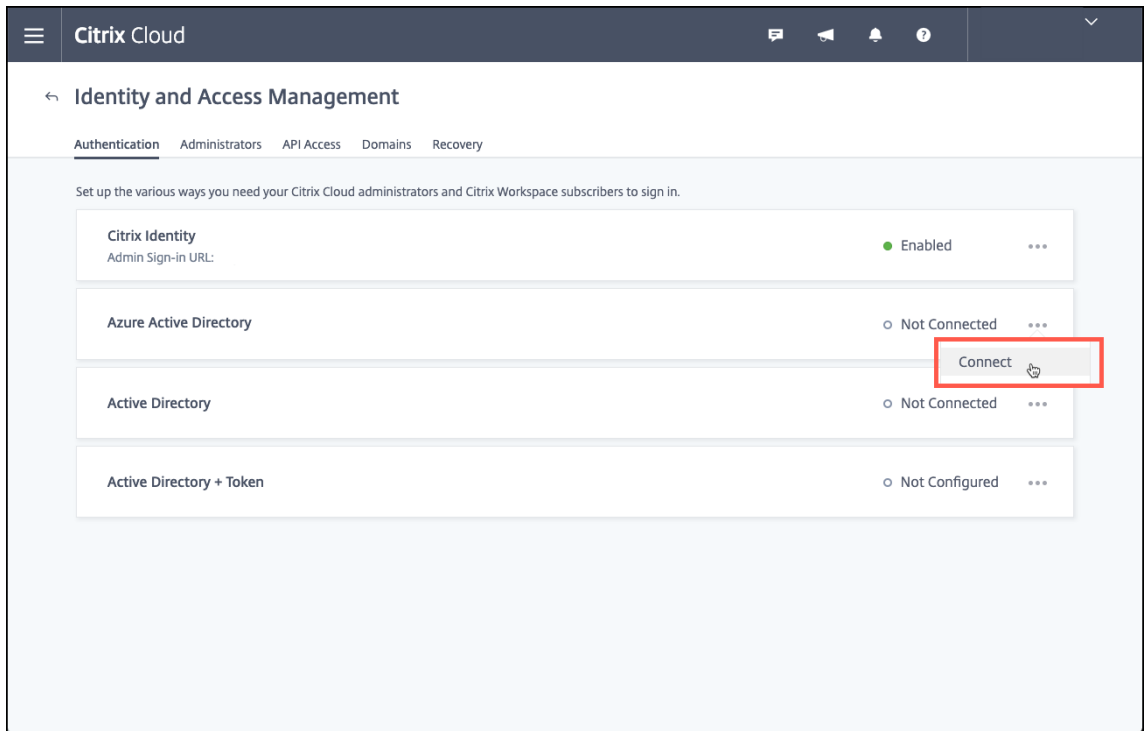 Citrix Cloud
Identity and Access Management
Authentication Administrators API Access Domains Recovery
Set up the various ways you need your Citrix Cloud administrators and Citrix Workspace subscribers to sign in.
Citrix Identity
Admin Sign-in URL:
Enabled
Azure Active Directory
Not Connected
Connect
Active Directory
Not Connected
Active Directory + Token
Not Configured